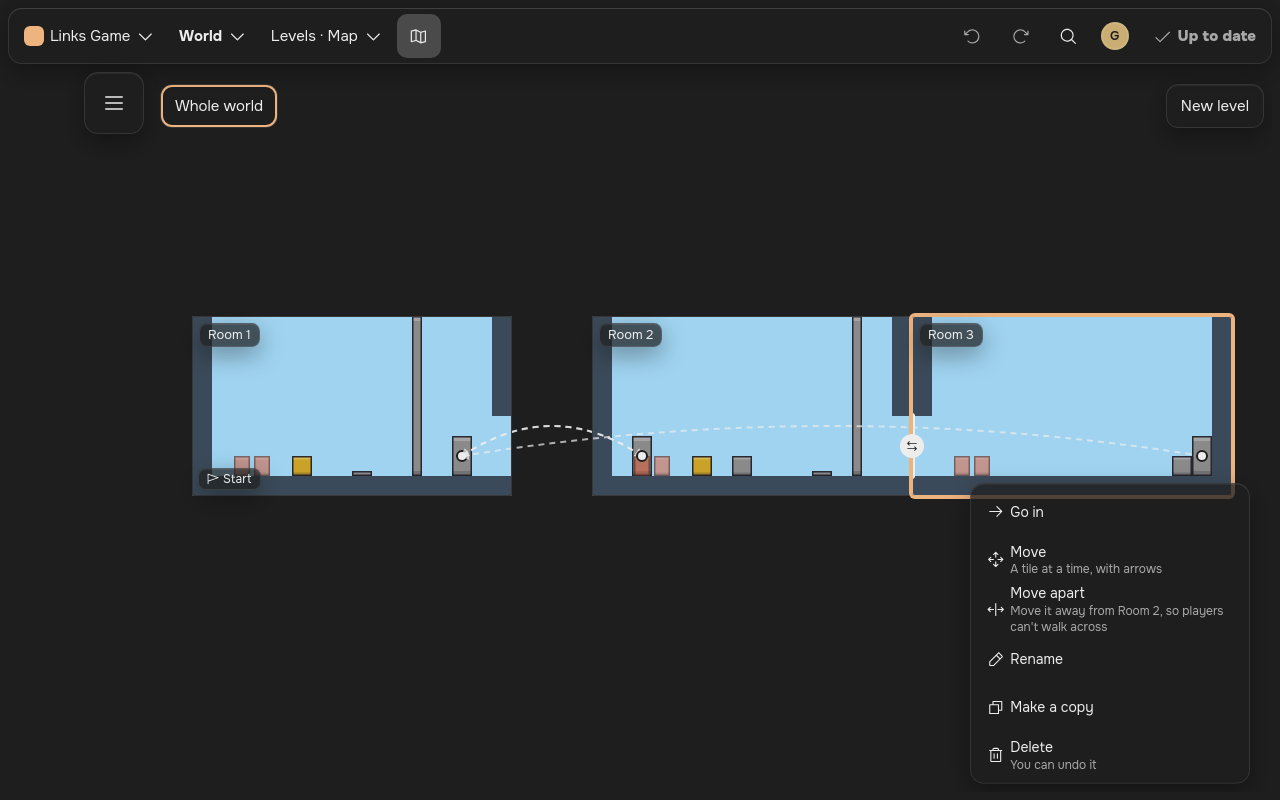 Links Game
World
Levels · Map
G
Up to date
Whole world
New level
Room 1
Room 2
Room 3
Start
Go in
Move
A tile at a time, with arrows
Move apart
Move it away from Room 2, so players
can't walk across
Rename
Make a copy
Delete
You can undo it